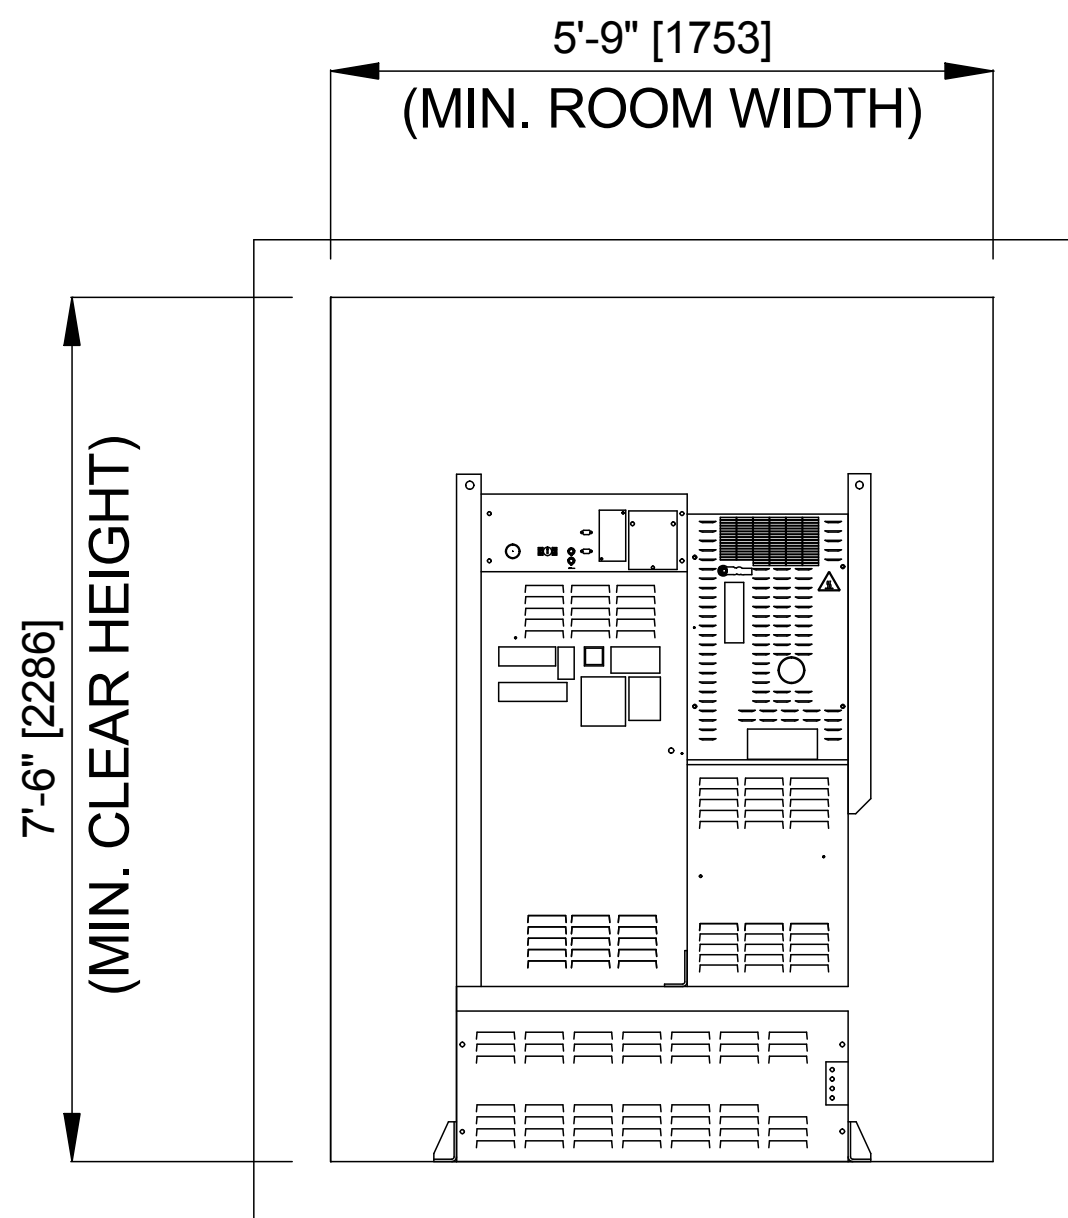 5'-9" [1753]
(MIN. ROOM WIDTH)
7'-6" [2286]
(MIN. CLEAR HEIGHT)